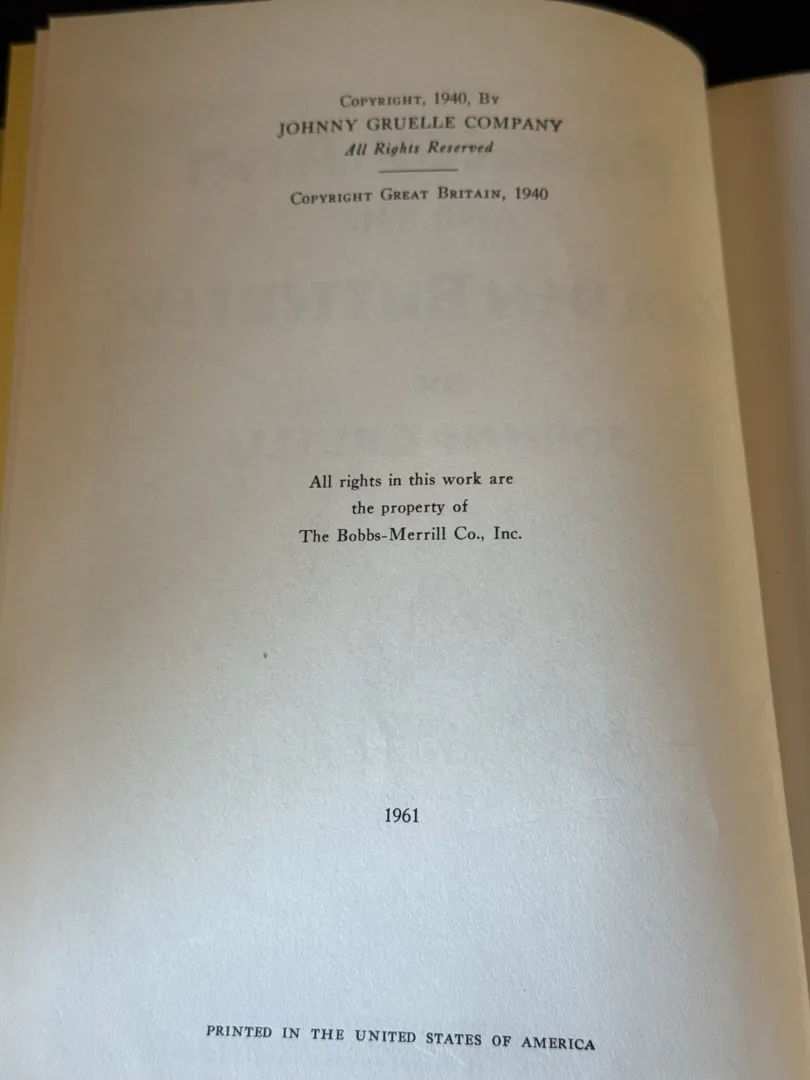 Copyright, 1940, By
JOHNNY GRUELLE COMPANY
All Rights Reserved
Copyright Great Britain, 1940
All rights in this work are
the property of
The Bobbs-Merrill Co., Inc.
1961
PRINTED IN THE UNITED STATES OF AMERICA